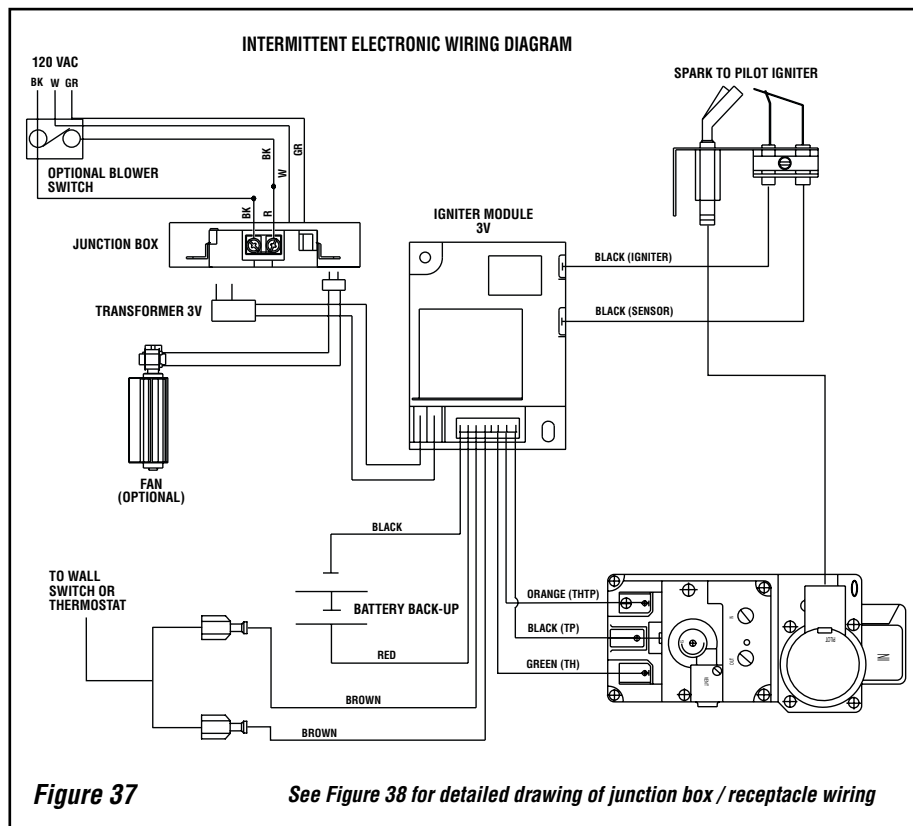 INTERMITTENT ELECTRONIC WIRING DIAGRAM
120 VAC
BK W GR
SPARK TO PILOT IGNITER
BK
W
GR
OPTIONAL BLOWER
SWITCH
BK
R
JUNCTION BOX
IGNITER MODULE
3V
BLACK (IGNITER)
TRANSFORMER 3V
BLACK (SENSOR)
FAN
(OPTIONAL)
BLACK
TO WALL
SWITCH OR
THERMOSTAT
BATTERY BACK-UP
ORANGE (THTP)
BLACK (TP)
GREEN (TH)
PILOT
RED
BROWN
BROWN
Figure 37
See Figure 38 for detailed drawing of junction box / receptacle wiring